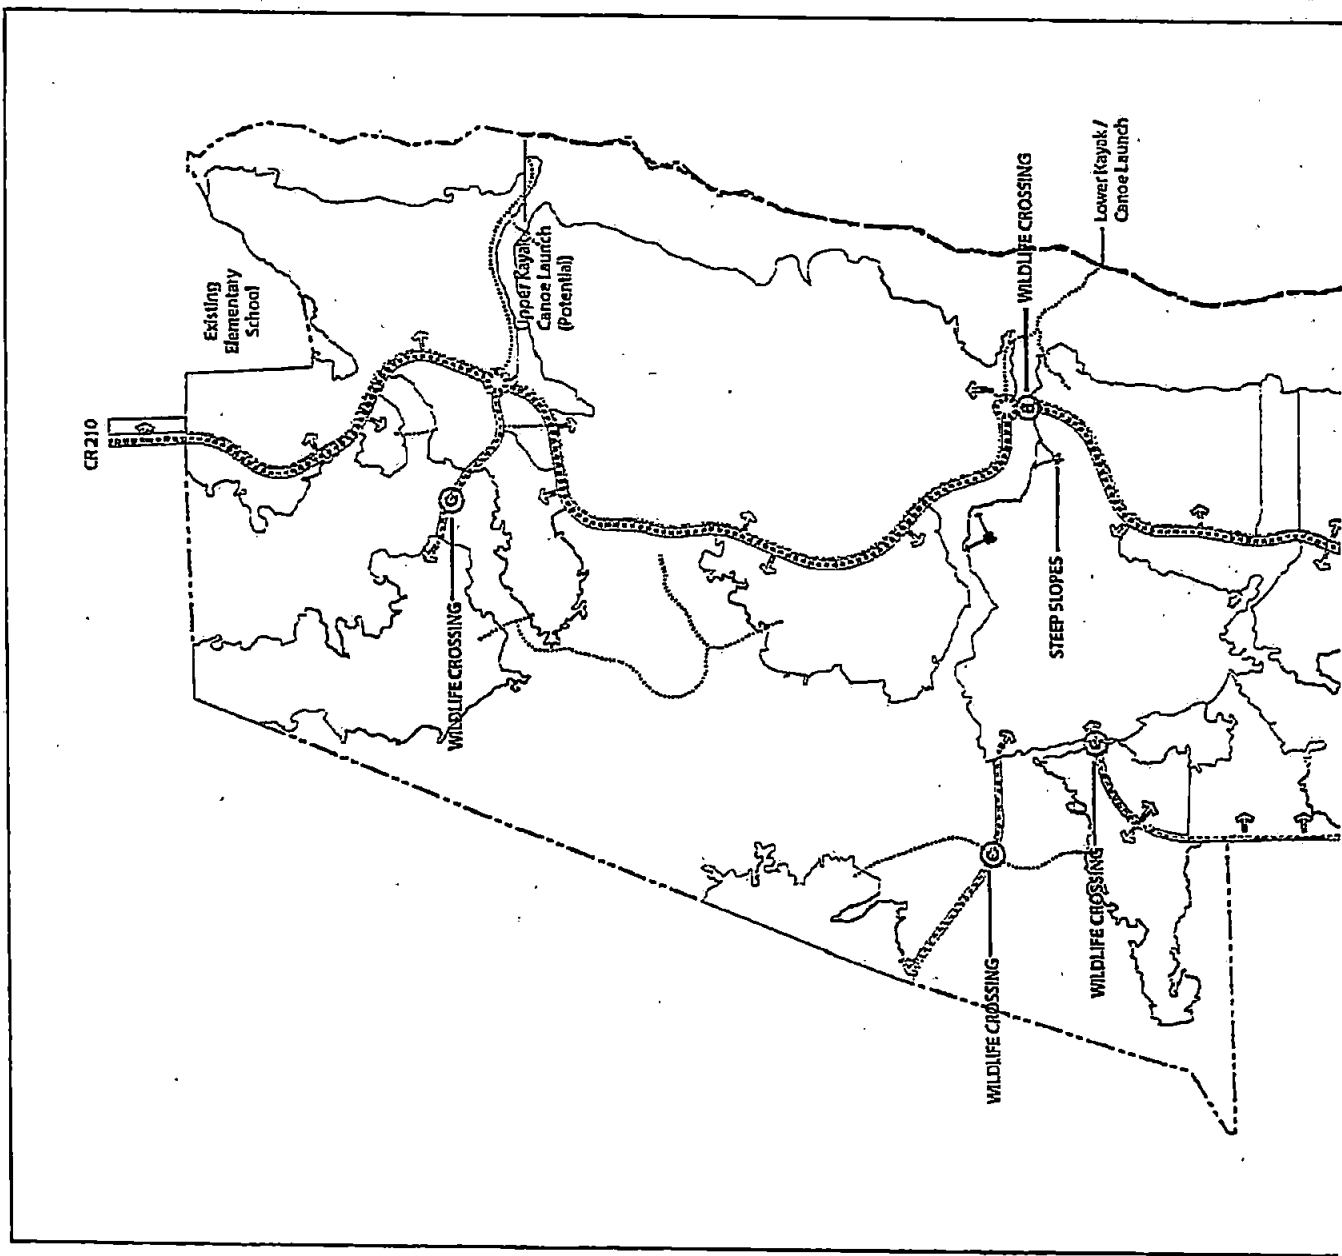 CR 210
Existing
Elementary
School
Upper Kayak/
Canoe Launch
(Potential)
WILDLIFE CROSSING
WILDLIFE CROSSING
Lower Kayak /
Canoe Launch
STEEP SLOPES
WILDLIFE CROSSING
WILDLIFE CROSSING